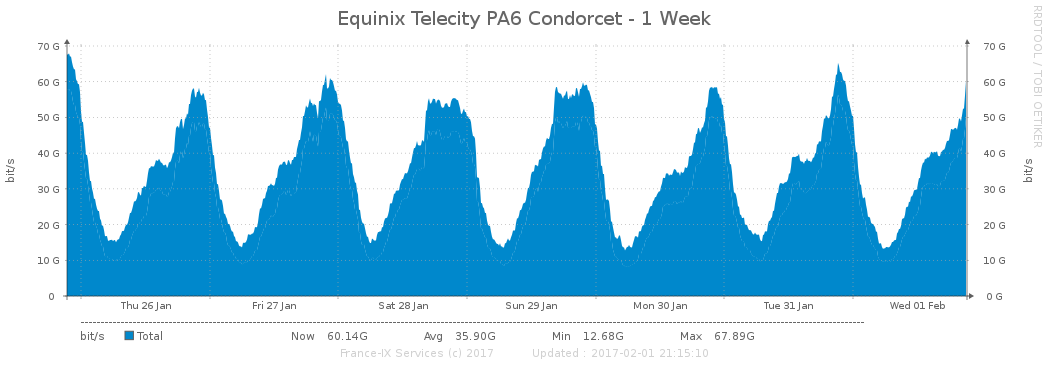 Equinix Telecity PA6 Condorcet - 1 Week
RRDTOOL / TOBI OETIKER
70 G 70 G
60 G 60 G
50 G 50 G
40 G 40 G
30 G 30 G
20 G 20 G
10 G 10 G
0 0 G
bit/s bit/s
Thu 26 Jan Fri 27 Jan Sat 28 Jan Sun 29 Jan Mon 30 Jan Tue 31 Jan Wed 01 Feb
bit/s Total Now 60.14G Avg 35.90G Min 12.68G Max 67.89G
France-IX Services (c) 2017 Updated : 2017-02-01 21:15:10